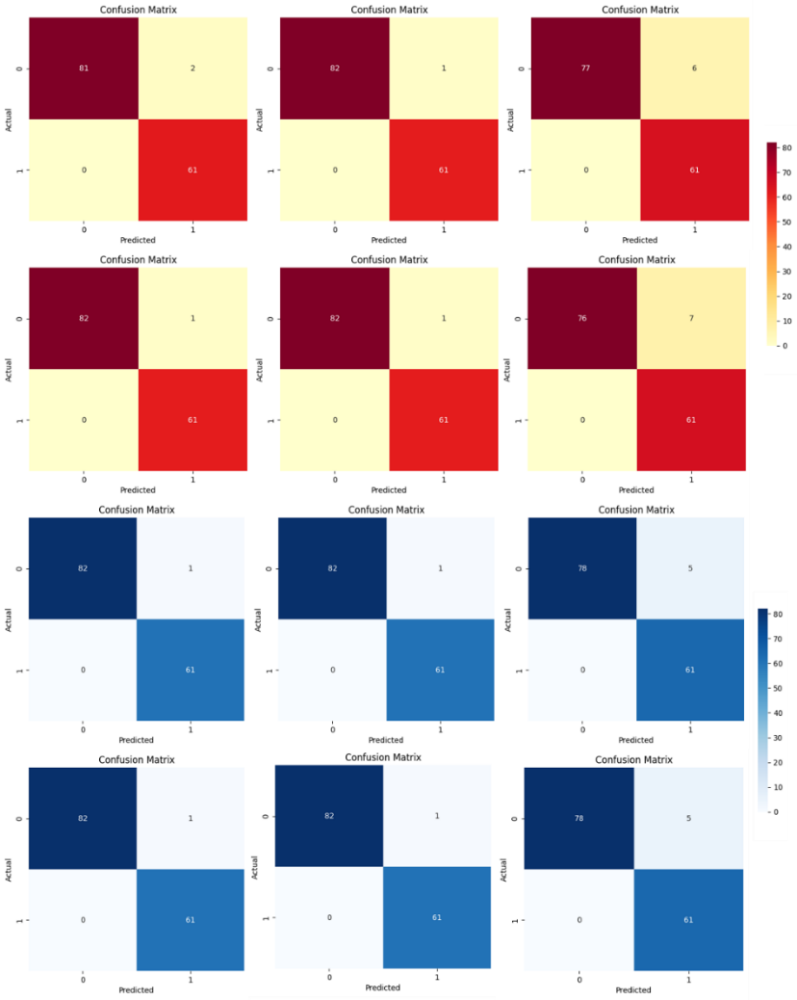 Confusion Matrix Confusion Matrix Confusion Matrix
0 81 2 0 82 1 0 77 6
Actual Actual Actual
1 0 61 1 0 61 1 0 61
0 1 0 1 0 1
Predicted Predicted Predicted
80
70
60
50
40
30
20
10
0
Confusion Matrix Confusion Matrix Confusion Matrix
0 82 1 0 82 1 0 76 7
Actual Actual Actual
1 0 61 1 0 61 1 0 61
0 1 0 1 0 1
Predicted Predicted Predicted
Confusion Matrix Confusion Matrix Confusion Matrix
0 82 1 0 82 1 0 78 5
Actual Actual Actual
1 0 61 1 0 61 1 0 61
0 1 0 1 0 1
Predicted Predicted Predicted
80
70
60
50
40
30
20
10
0
Confusion Matrix Confusion Matrix Confusion Matrix
0 82 1 0 82 1 0 78 5
Actual Actual Actual
1 0 61 1 0 61 1 0 61
0 1 0 1 0 1
Predicted Predicted Predicted